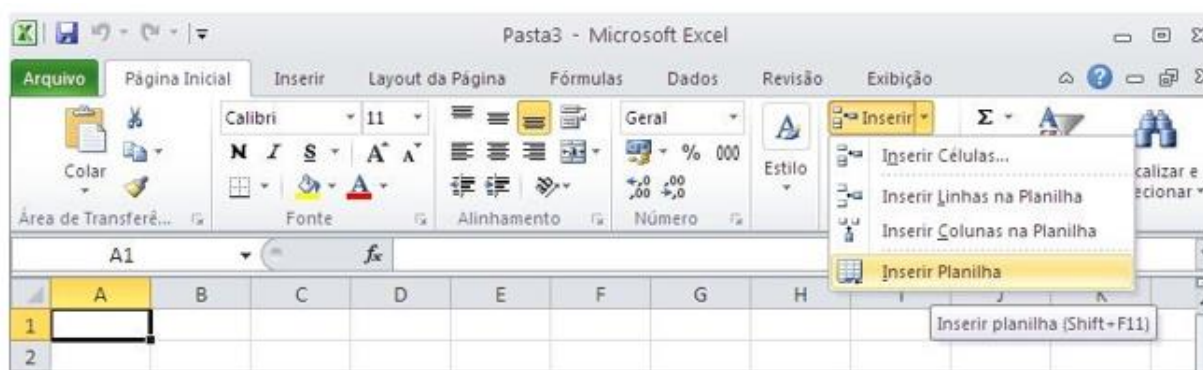 Pasta3 - Microsoft Excel
Arquivo Página Inicial Inserir Layout da Página Fórmulas Dados Revisão Exibição
Calibri 11 Geral Inserir Σ
N I S A A % 000
Colar Estilo
,00 ,00
Área de Transferê... Fonte Alinhamento Número
Inserir Células...
Inserir Linhas na Planilha
Inserir Colunas na Planilha
Inserir Planilha
Inserir planilha (Shift+F11)
A1 fx
A B C D E F G H
1
2